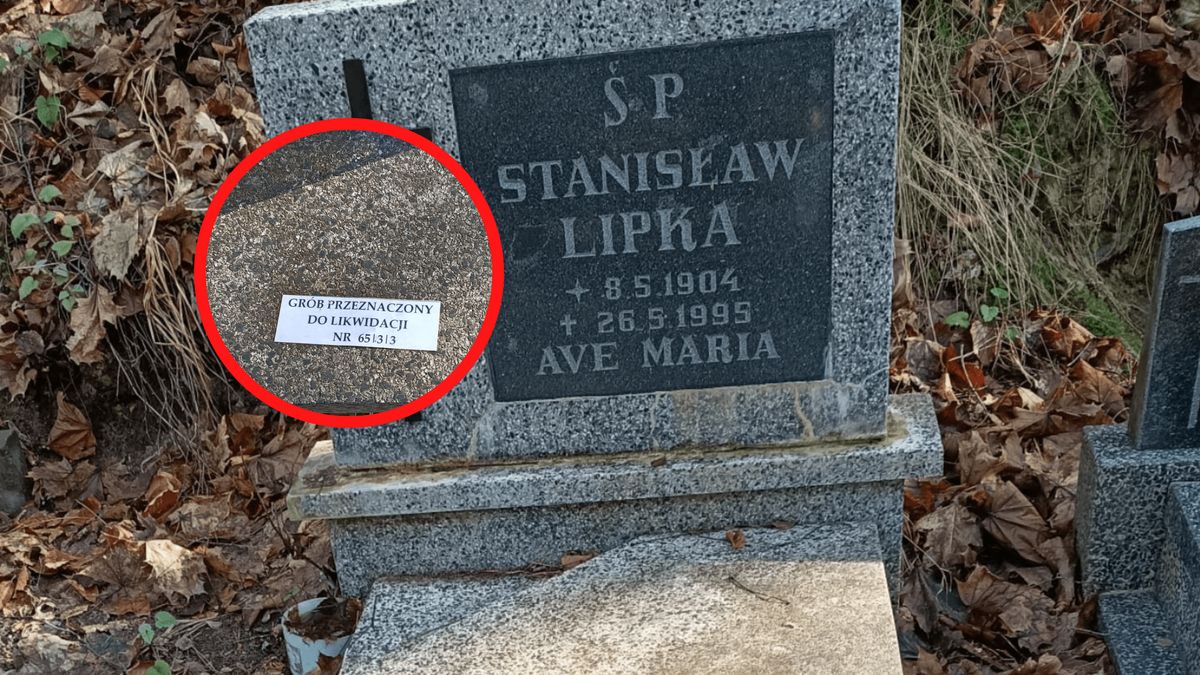 Ś P
STANISŁAW
LIPKA
8.5.1904
26.5.1995
AVE MARIA
GRÓB PRZEZNACZONY
DO LIKWIDACJI
NR 65|3|3